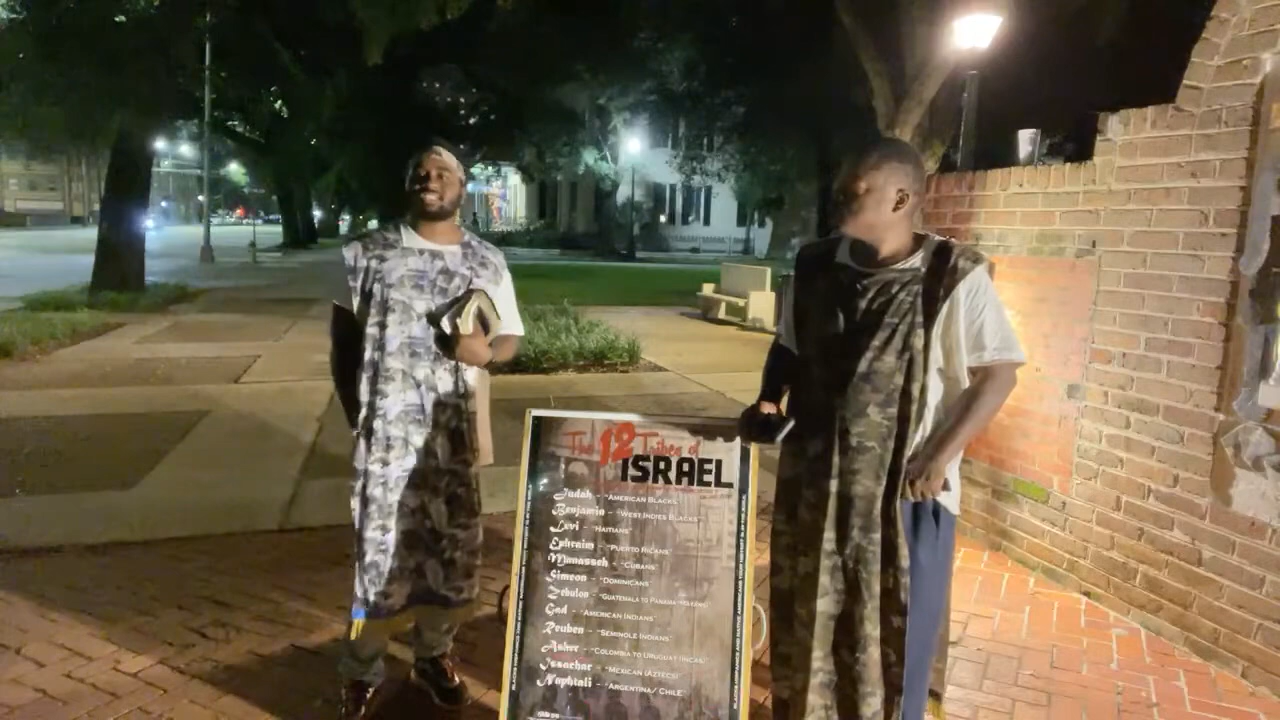 The 12 Tribes of
ISRAEL
Judah - "AMERICAN BLACKS"
Benjamin - "WEST INDIES BLACKS"
Levi - "HAITIANS"
Ephraim - "PUERTO RICANS"
Manasseh - "CUBANS"
Simeon - "DOMINICANS"
Zebulon - "GUATEMALA TO PANAMA
Gad - "AMERICAN INDIANS"
Reuben - "SEMINOLE INDIANS"
Asher - "COLOMBIA TO URUGUAY (INCAS)"
Issachar - "MEXICAN (AZTECS)"
Naphtali - "ARGENTINA/ CHILE"